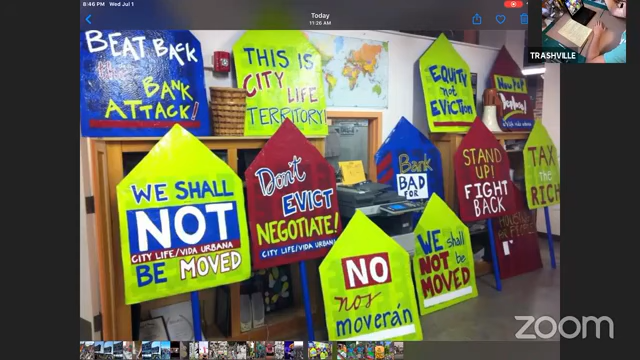 8:46 PM Wed Jul 1
Today
11:26 AM
TRASHVILLE
BEAT BACK
the BANK
ATTACK!
THIS IS
CITY LIFE
TERRITORY!
EQUITY
not
EVICTION
WE SHALL
NOT
CITY LIFE/VIDA URBANA
BE MOVED
Don't
EVICT
NEGOTIATE!
CITY LIFE/VIDA URBANA
Bank
BAD
FOR
STAND
UP!
FIGHT
BACK
TAX
the
RICH
NO
nos
moverán
WE shall
NOT
be
MOVED
zoom